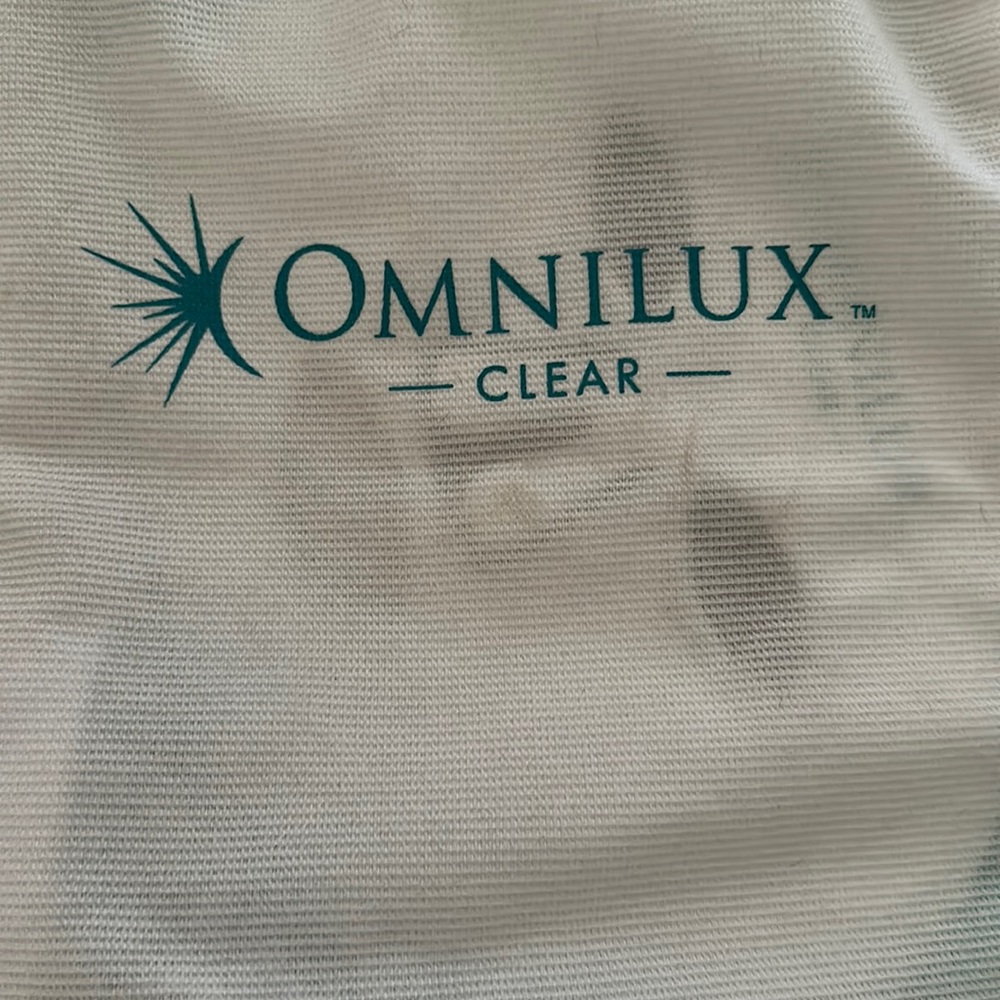 OMNILUX™
— CLEAR —